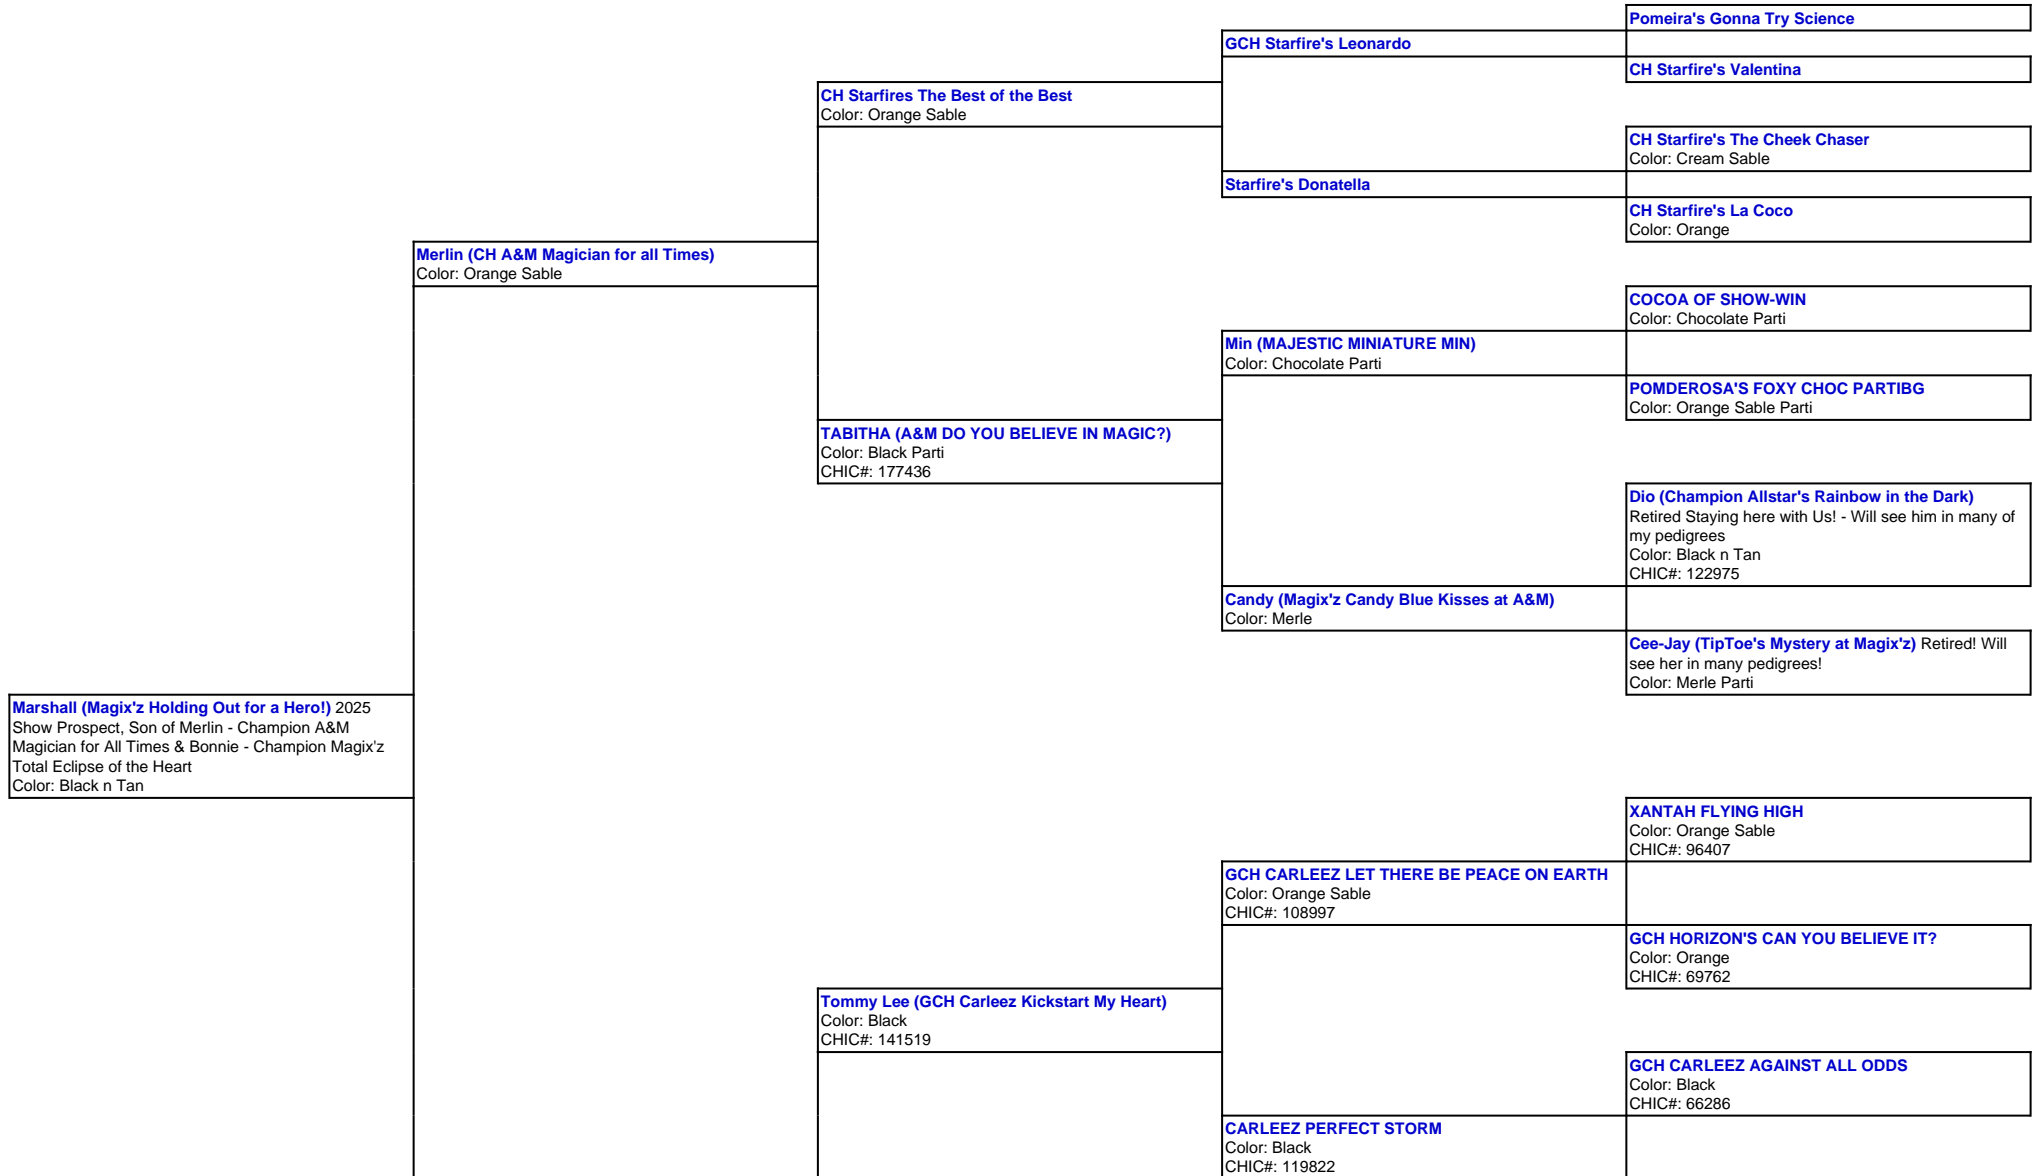 Pomeira's Gonna Try Science
GCH Starfire's Leonardo
CH Starfire's Valentina
CH Starfires The Best of the Best
Color: Orange Sable
CH Starfire's The Cheek Chaser
Color: Cream Sable
Starfire's Donatella
CH Starfire's La Coco
Color: Orange
Merlin (CH A&M Magician for all Times)
Color: Orange Sable
COCOA OF SHOW-WIN
Color: Chocolate Parti
Min (MAJESTIC MINIATURE MIN)
Color: Chocolate Parti
POMDEROSA'S FOXY CHOC PARTIBG
Color: Orange Sable Parti
TABITHA (A&M DO YOU BELIEVE IN MAGIC?)
Color: Black Parti
CHIC#: 177436
Dio (Champion Allstar's Rainbow in the Dark)
Retired Staying here with Us! - Will see him in many of
my pedigrees
Color: Black n Tan
CHIC#: 122975
Candy (Magix'z Candy Blue Kisses at A&M)
Color: Merle
Cee-Jay (TipToe's Mystery at Magix'z) Retired! Will
see her in many pedigrees!
Color: Merle Parti
Marshall (Magix'z Holding Out for a Hero!) 2025
Show Prospect, Son of Merlin - Champion A&M
Magician for All Times & Bonnie - Champion Magix'z
Total Eclipse of the Heart
Color: Black n Tan
XANTAH FLYING HIGH
Color: Orange Sable
CHIC#: 96407
GCH CARLEEZ LET THERE BE PEACE ON EARTH
Color: Orange Sable
CHIC#: 108997
GCH HORIZON'S CAN YOU BELIEVE IT?
Color: Orange
CHIC#: 69762
Tommy Lee (GCH Carleez Kickstart My Heart)
Color: Black
CHIC#: 141519
GCH CARLEEZ AGAINST ALL ODDS
Color: Black
CHIC#: 66286
CARLEEZ PERFECT STORM
Color: Black
CHIC#: 119822